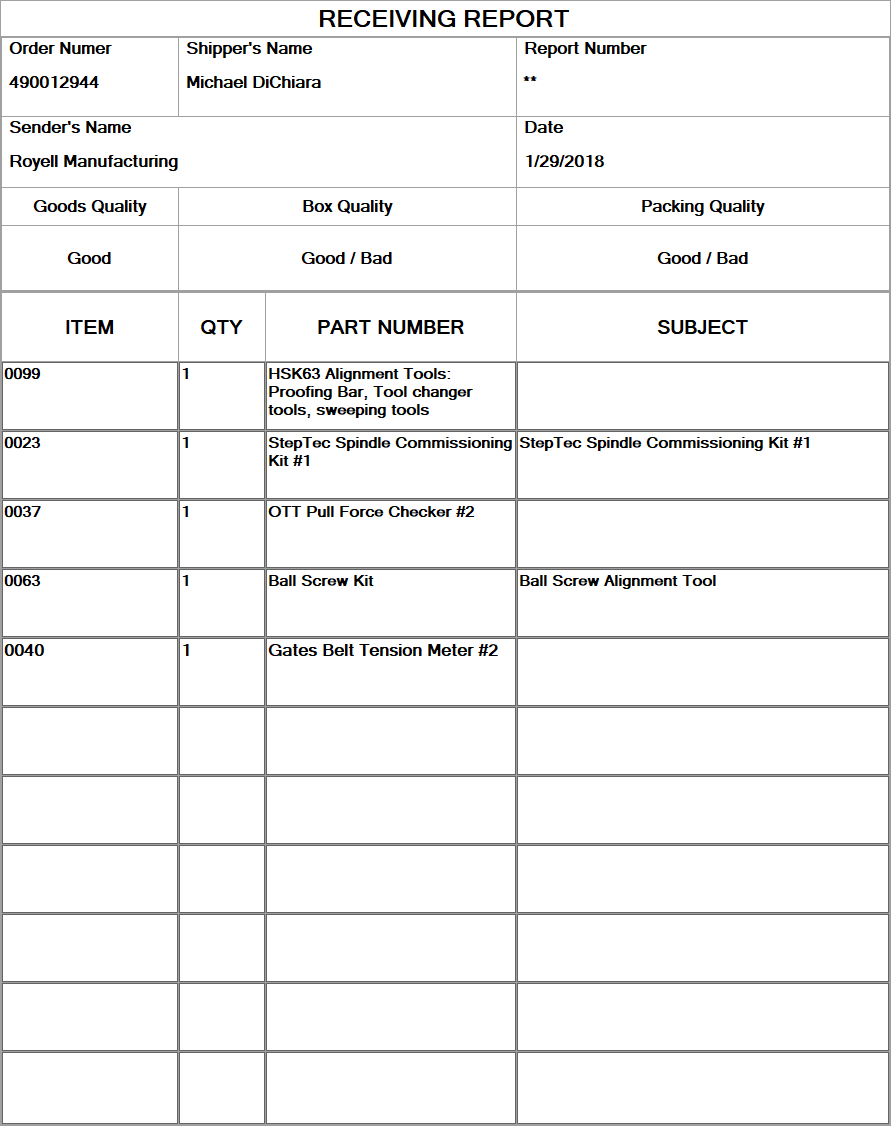 RECEIVING REPORT
Order Numer
Shipper's Name
Report Number
490012944
Michael DiChiara
**
Sender's Name
Date
Royell Manufacturing
1/29/2018
Goods Quality
Box Quality
Packing Quality
Good
Good / Bad
Good / Bad
ITEM
QTY
PART NUMBER
SUBJECT
0099
1
HSK63 Alignment Tools:
Proofing Bar, Tool changer
tools, sweeping tools
0023
1
StepTec Spindle Commissioning
Kit #1
StepTec Spindle Commissioning Kit #1
0037
1
OTT Pull Force Checker #2
0063
1
Ball Screw Kit
Ball Screw Alignment Tool
0040
1
Gates Belt Tension Meter #2